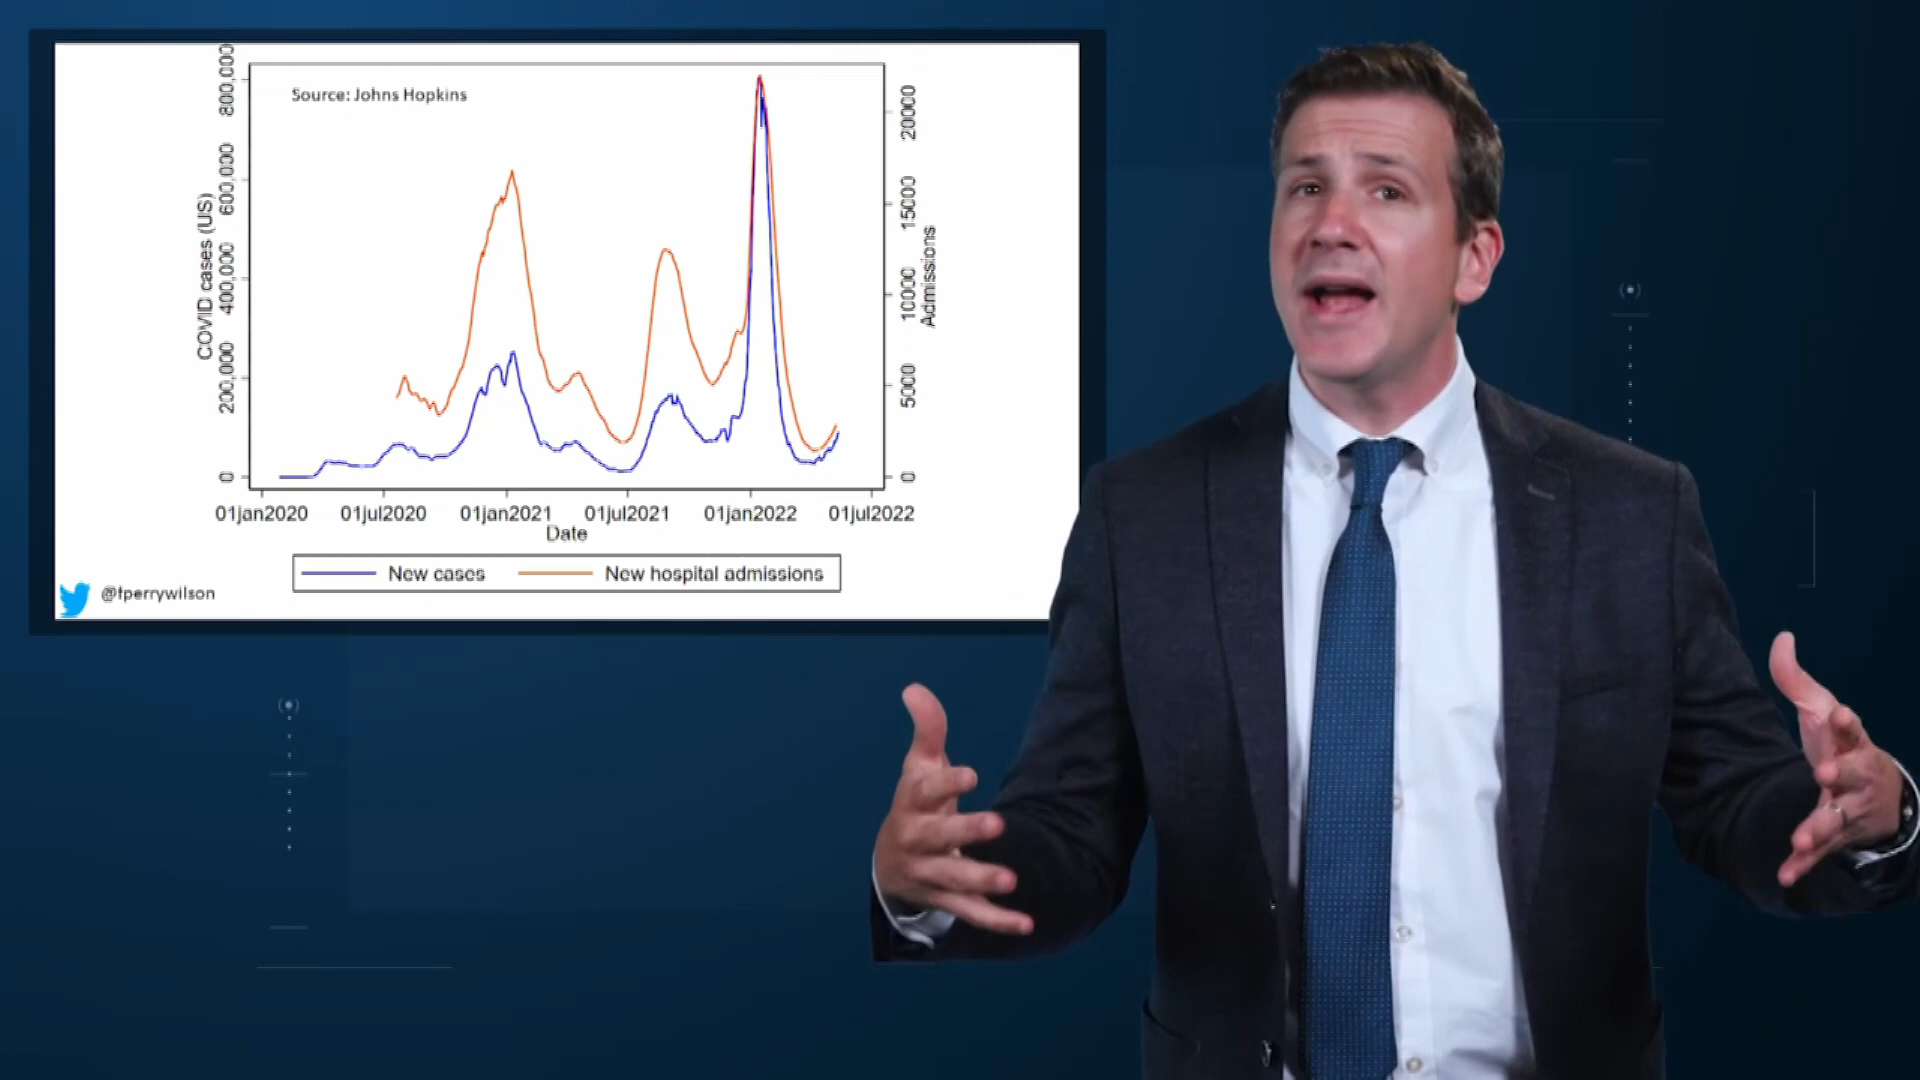 Source: Johns Hopkins
COVID cases (US)
800,000
600,000
400,000
200,000
0
20000
15000
10000
5000
0
Admissions
01jan2020 01jul2020 01jan2021 01jul2021 01jan2022 01jul2022
Date
New cases New hospital admissions
@fperrywilson